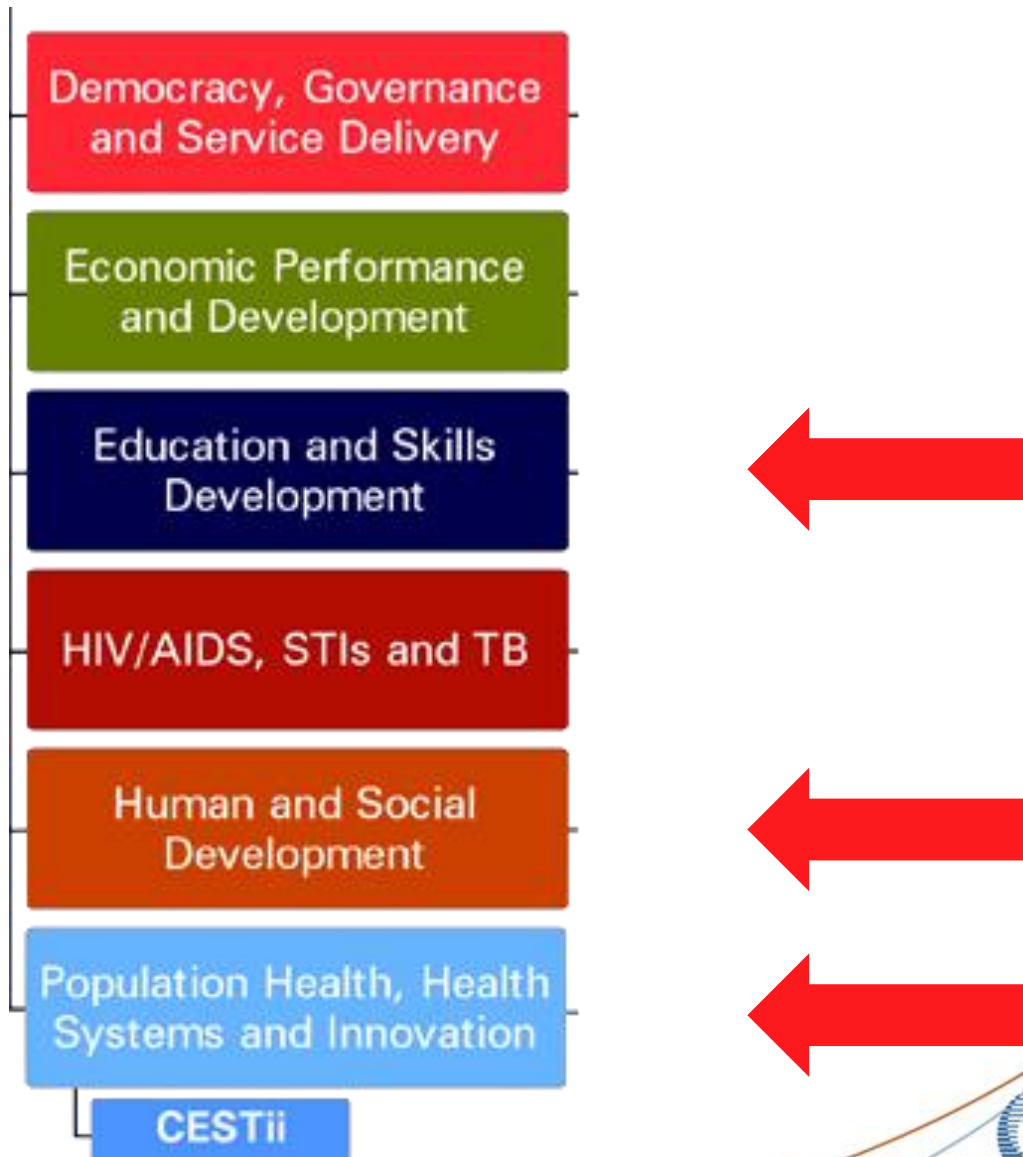 Democracy, Governance
and Service Delivery
Economic Performance
and Development
Education and Skills
Development
HIV/AIDS, STIs and TB
Human and Social
Development
Population Health, Health
Systems and Innovation
CESTii